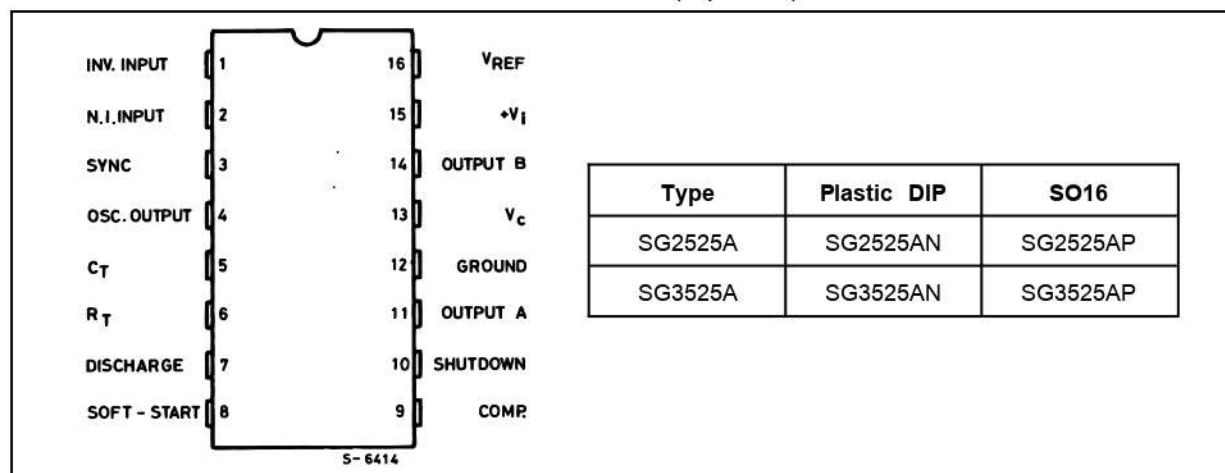 INV. INPUT 1 16 VREF
N.I. INPUT 2 15 +Vi
SYNC 3 14 OUTPUT B
OSC. OUTPUT 4 13 Vc
CT 5 12 GROUND
RT 6 11 OUTPUT A
DISCHARGE 7 10 SHUTDOWN
SOFT - START 8 9 COMP.
S-6414
Type Plastic DIP SO16
SG2525A SG2525AN SG2525AP
SG3525A SG3525AN SG3525AP